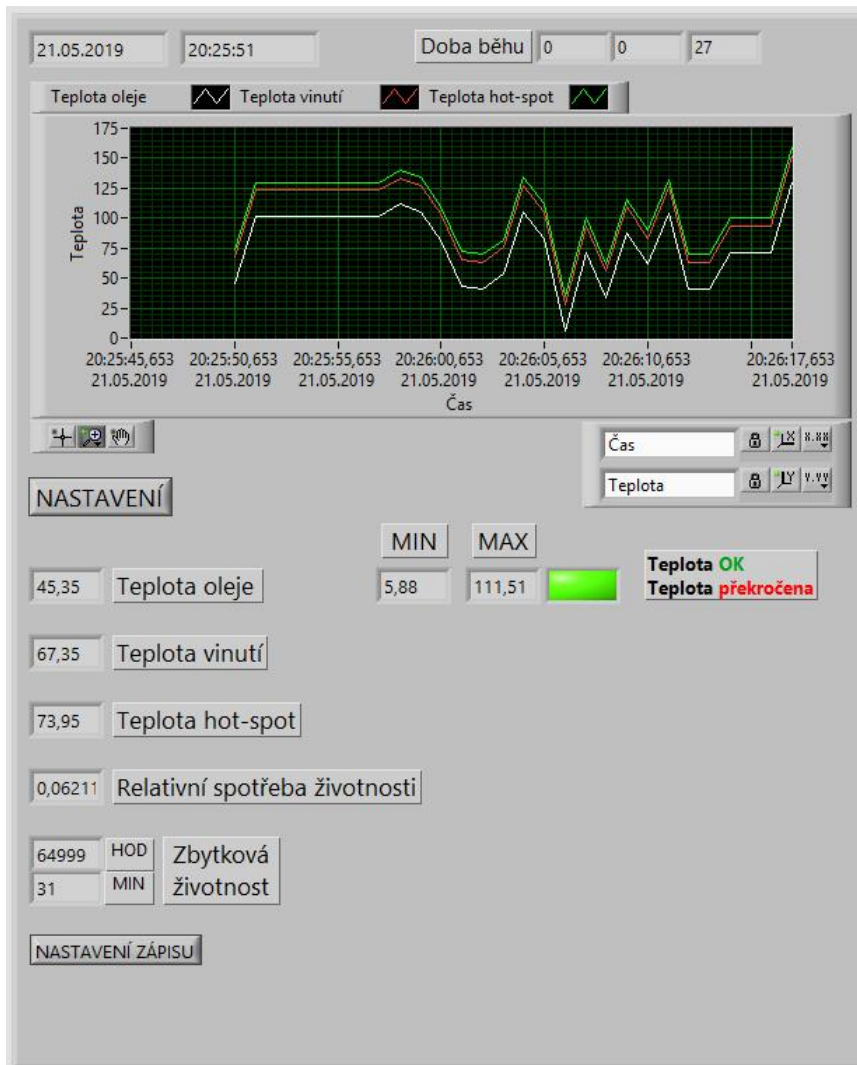 21.05.2019 20:25:51 Doba běhu 0 0 27
Teplota oleje Teplota vinutí Teplota hot-spot
175
150
125
100
75
50
25
0
Teplota
20:25:45,653 20:25:50,653 20:25:55,653 20:26:00,653 20:26:05,653 20:26:10,653 20:26:17,653
21.05.2019 21.05.2019 21.05.2019 21.05.2019 21.05.2019 21.05.2019 21.05.2019
Čas
Čas X X.XX
Teplota Y Y.YY
NASTAVENÍ
MIN MAX
45,35 Teplota oleje 5,88 111,51
Teplota OK
Teplota překročena
67,35 Teplota vinutí
73,95 Teplota hot-spot
0,06211 Relativní spotřeba životnosti
64999 HOD Zbytková
31 MIN životnost
NASTAVENÍ ZÁPISU